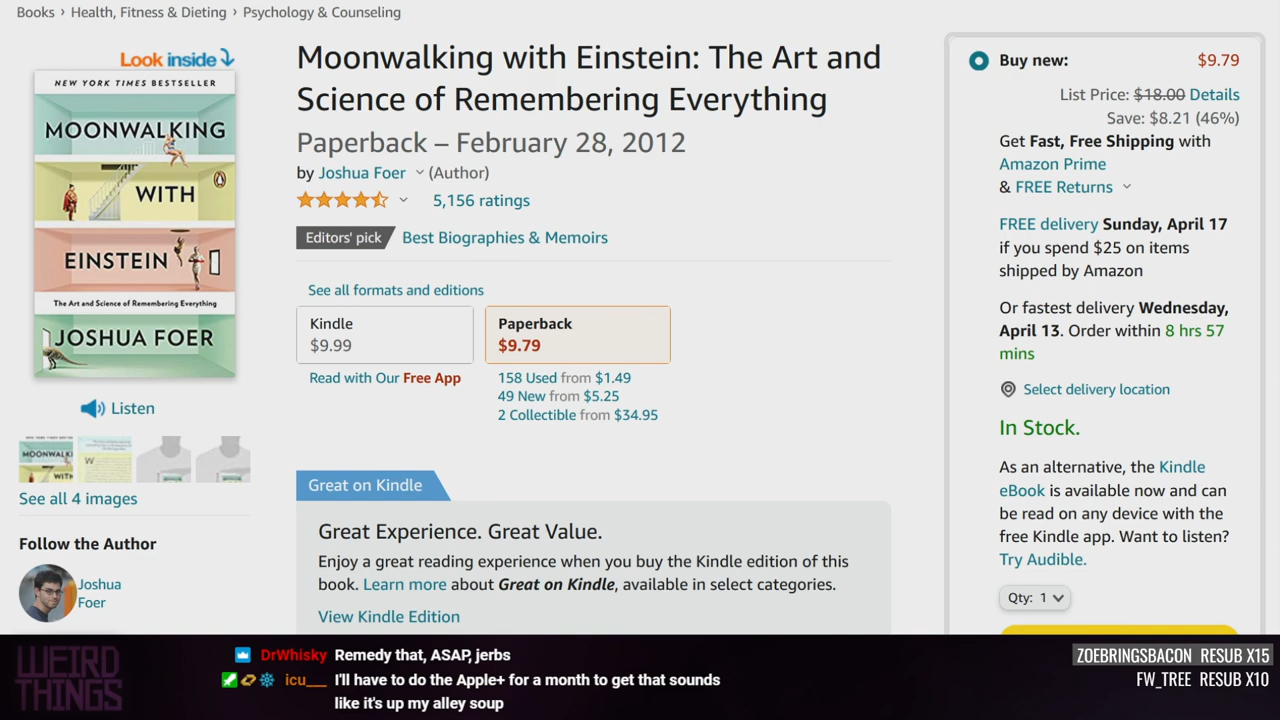 Books › Health, Fitness & Dieting › Psychology & Counseling
Look inside
NEW YORK TIMES BESTSELLER
MOONWALKING
WITH
EINSTEIN
The Art and Science of Remembering Everything
JOSHUA FOER
Listen
See all 4 images
Follow the Author
Joshua
Foer
Moonwalking with Einstein: The Art and
Science of Remembering Everything
Paperback – February 28, 2012
by Joshua Foer (Author)
5,156 ratings
Editors' pick Best Biographies & Memoirs
See all formats and editions
Kindle
$9.99
Read with Our Free App
Paperback
$9.79
158 Used from $1.49
49 New from $5.25
2 Collectible from $34.95
Great on Kindle
Great Experience. Great Value.
Enjoy a great reading experience when you buy the Kindle edition of this
book. Learn more about Great on Kindle, available in select categories.
View Kindle Edition
Buy new: $9.79
List Price: $18.00 Details
Save: $8.21 (46%)
Get Fast, Free Shipping with
Amazon Prime
& FREE Returns
FREE delivery Sunday, April 17
if you spend $25 on items
shipped by Amazon
Or fastest delivery Wednesday,
April 13. Order within 8 hrs 57
mins
Select delivery location
In Stock.
As an alternative, the Kindle
eBook is available now and can
be read on any device with the
free Kindle app. Want to listen?
Try Audible.
Qty: 1
WEIRD
THINGS
DrWhisky Remedy that, ASAP, jerbs
icu___ I'll have to do the Apple+ for a month to get that sounds
like it's up my alley soup
ZOEBRINGSBACON RESUB X15
FW_TREE RESUB X10